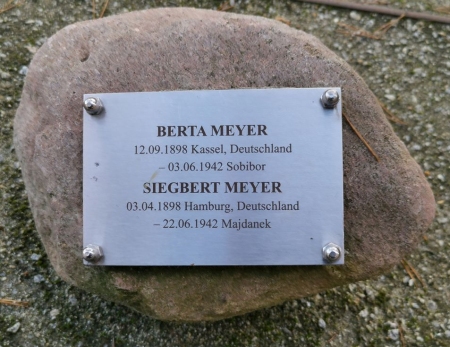 BERTA MEYER
12.09.1898 Kassel, Deutschland
– 03.06.1942 Sobibor
SIEGBERT MEYER
03.04.1898 Hamburg, Deutschland
– 22.06.1942 Majdanek